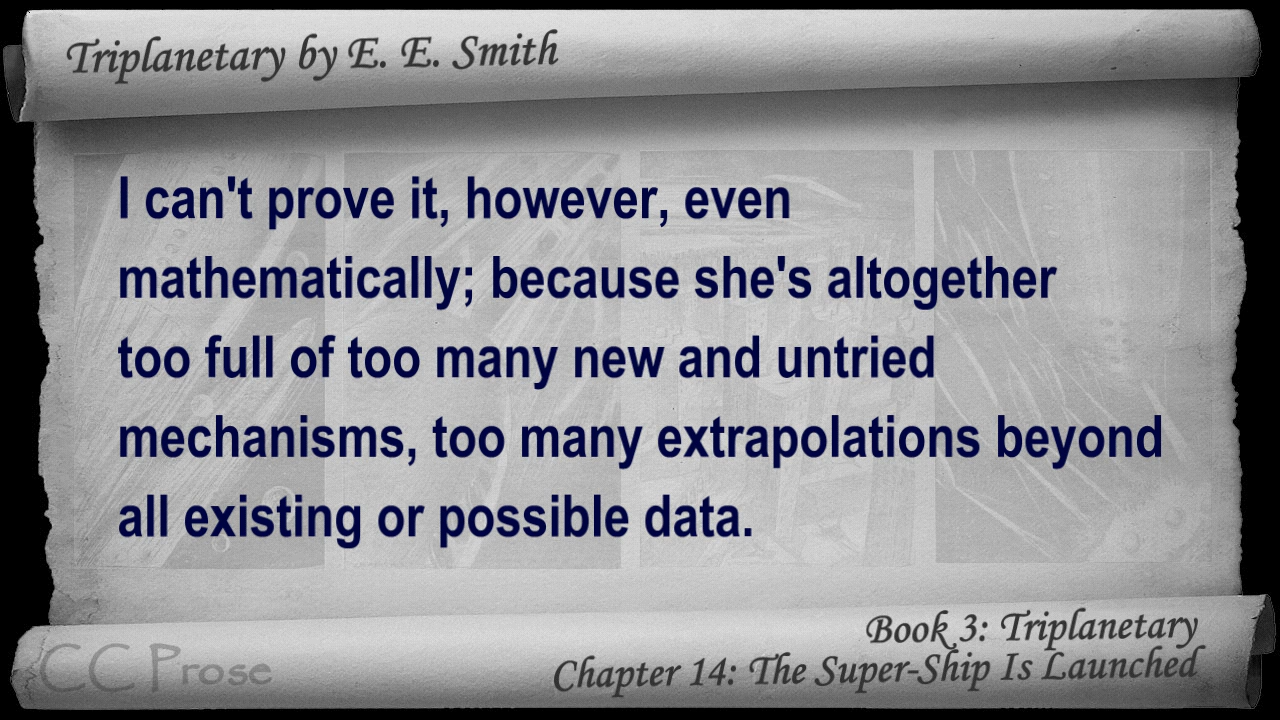 Triplanetary by E. E. Smith
I can't prove it, however, even
mathematically; because she's altogether
too full of too many new and untried
mechanisms, too many extrapolations beyond
all existing or possible data.
Book 3: Triplanetary
Chapter 14: The Super-Ship Is Launched
CC Prose